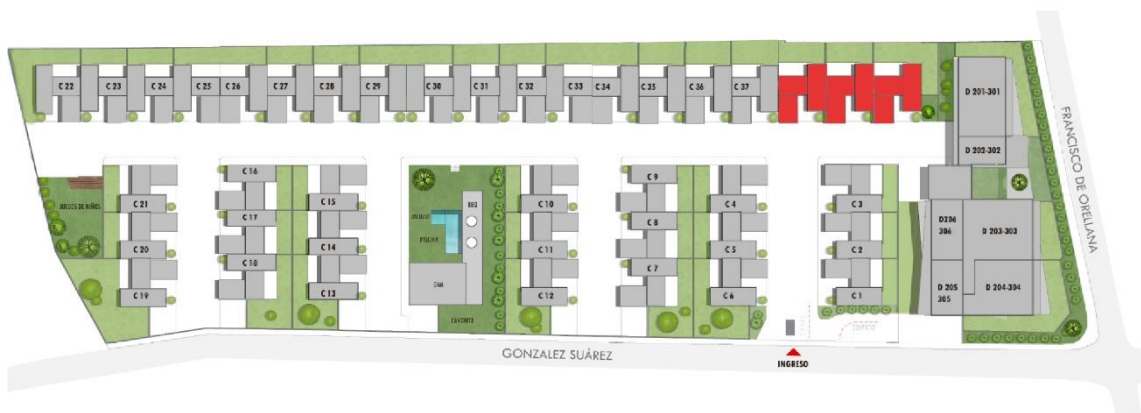 C 22
C 23
C 24
C 25
C 26
C 27
C 28
C 29
C 30
C 31
C 32
C 33
C 34
C 35
C 36
C 37
D 201-301
D 202-302
FRANCISCO DE ORELLANA
C 16
C 15
C 21
C 17
C 14
C 20
C 18
C 19
C 13
JUEGOS DE NIÑOS
BBQ
JACUZZI
PISCINA
GYM
CANCHITA
C 10
C 11
C 12
C 9
C 8
C 7
C 4
C 5
C 6
C 3
C 2
C 1
D206
306
D 203-303
D 205
305
D 204-304
GONZALEZ SUÁREZ
INGRESO